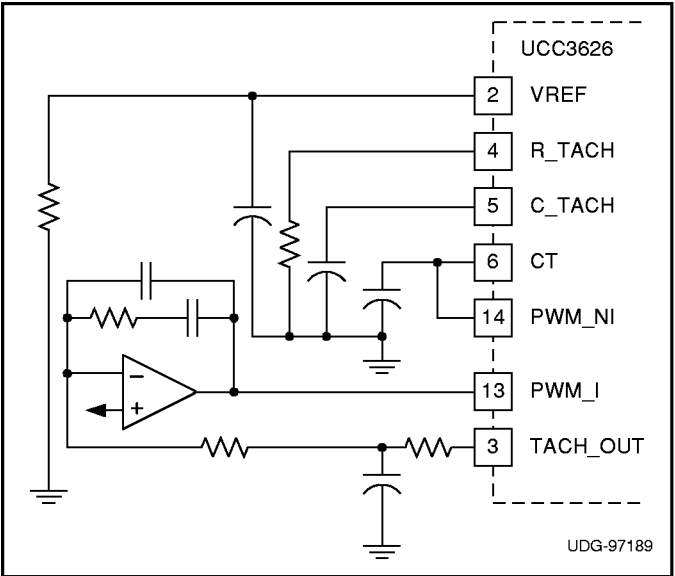 UCC3626
2 VREF
4 R_TACH
5 C_TACH
6 CT
14 PWM_NI
−
+
13 PWM_I
3 TACH_OUT
UDG-97189